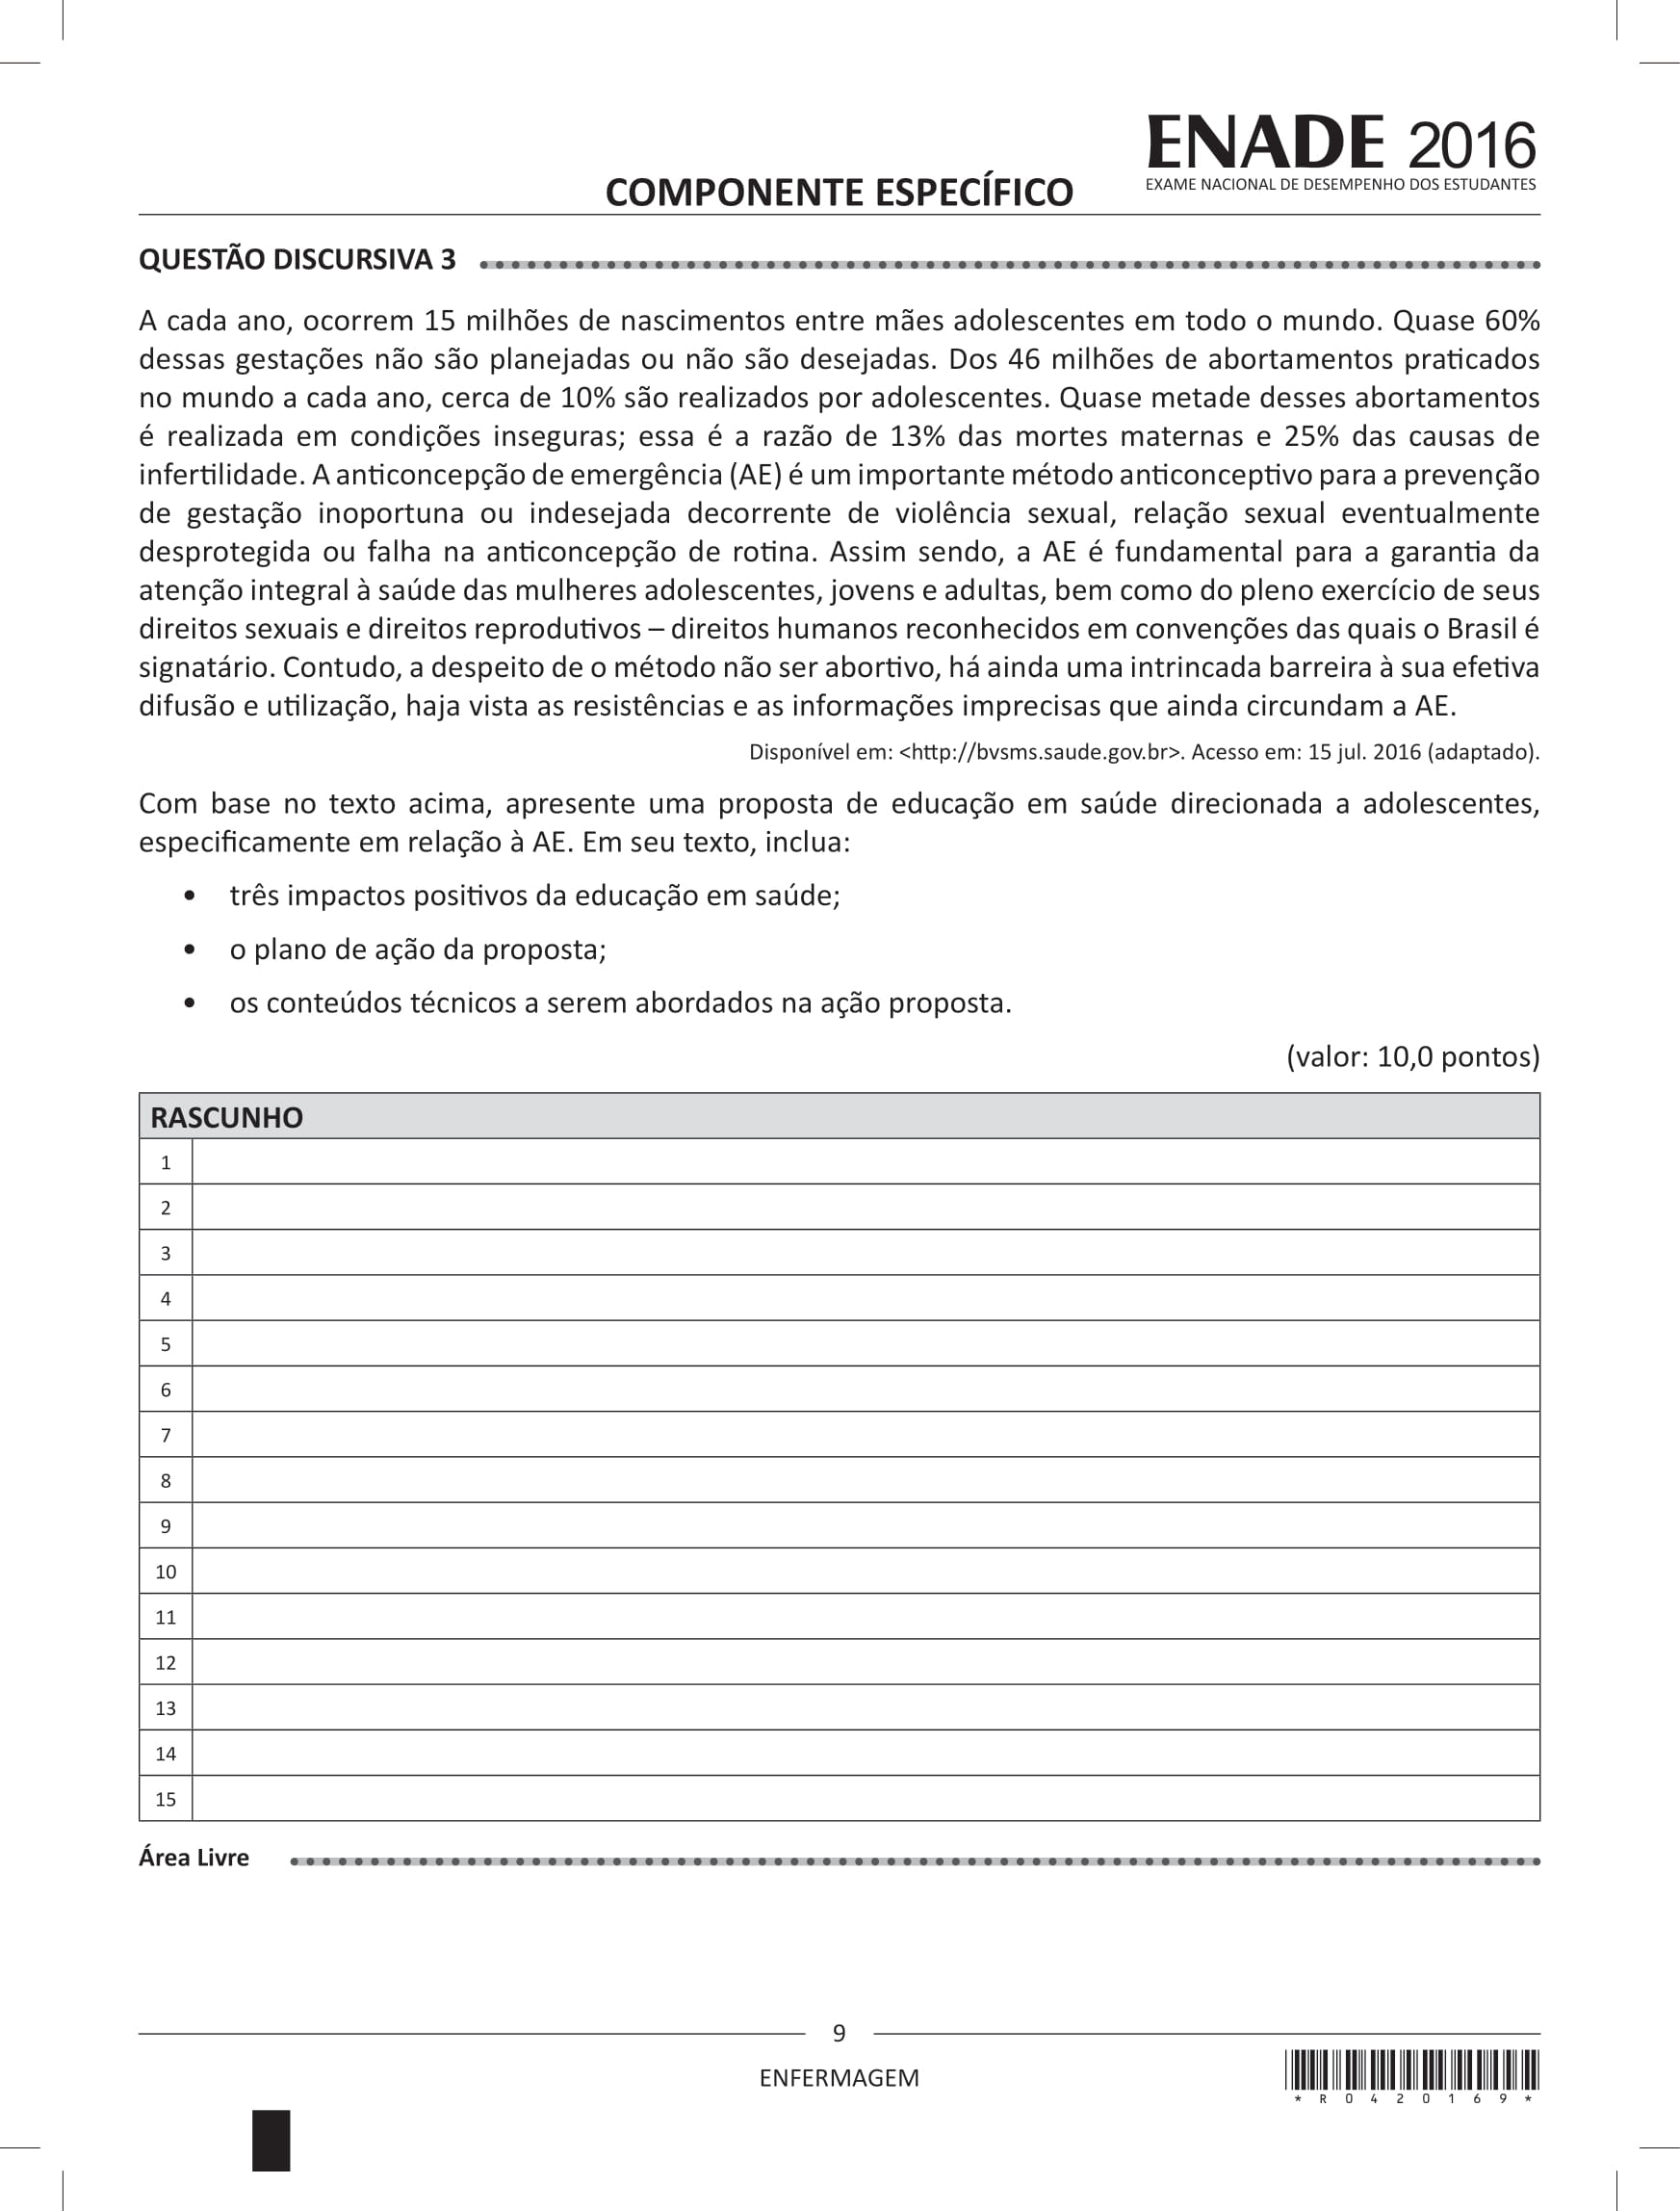 ENADE 2016
EXAME NACIONAL DE DESEMPENHO DOS ESTUDANTES
COMPONENTE ESPECÍFICO
QUESTÃO DISCURSIVA 3
A cada ano, ocorrem 15 milhões de nascimentos entre mães adolescentes em todo o mundo. Quase 60%
dessas gestações não são planejadas ou não são desejadas. Dos 46 milhões de abortamentos praticados
no mundo a cada ano, cerca de 10% são realizados por adolescentes. Quase metade desses abortamentos
é realizada em condições inseguras; essa é a razão de 13% das mortes maternas e 25% das causas de
infertilidade. A anticoncepção de emergência (AE) é um importante método anticonceptivo para a prevenção
de gestação inoportuna ou indesejada decorrente de violência sexual, relação sexual eventualmente
desprotegida ou falha na anticoncepção de rotina. Assim sendo, a AE é fundamental para a garantia da
atenção integral à saúde das mulheres adolescentes, jovens e adultas, bem como do pleno exercício de seus
direitos sexuais e direitos reprodutivos – direitos humanos reconhecidos em convenções das quais o Brasil é
signatário. Contudo, a despeito de o método não ser abortivo, há ainda uma intrincada barreira à sua efetiva
difusão e utilização, haja vista as resistências e as informações imprecisas que ainda circundam a AE.
Disponível em: <http://bvsms.saude.gov.br>. Acesso em: 15 jul. 2016 (adaptado).
Com base no texto acima, apresente uma proposta de educação em saúde direcionada a adolescentes,
especificamente em relação à AE. Em seu texto, inclua:
• três impactos positivos da educação em saúde;
• o plano de ação da proposta;
• os conteúdos técnicos a serem abordados na ação proposta.
(valor: 10,0 pontos)
RASCUNHO
1
2
3
4
5
6
7
8
9
10
11
12
13
14
15
Área Livre
9
ENFERMAGEM
* R 0 4 2 0 1 6 9 *